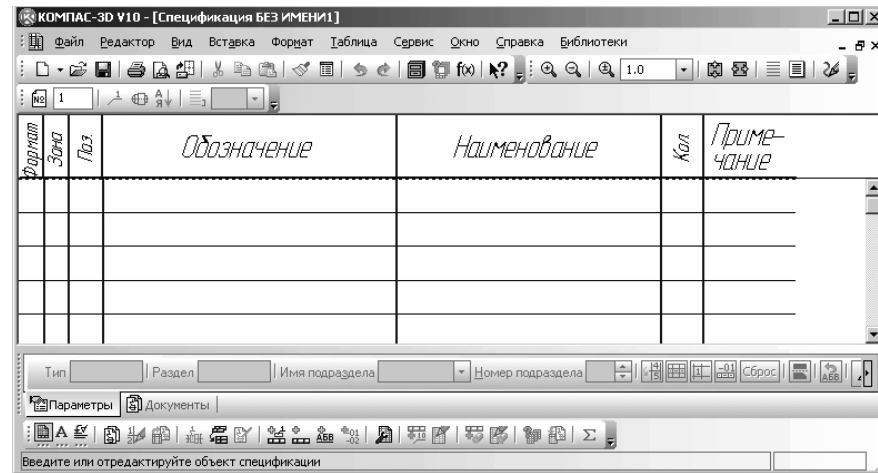 КОМПАС-3D V10 - [Спецификация БЕЗ ИМЕНИ1]
Файл Редактор Вид Вставка Формат Таблица Сервис Окно Справка Библиотеки
f(x) 1.0
№ 1
Формат Зона Поз. Обозначение Наименование Кол. Приме-
чание
Тип Раздел Имя подраздела Номер подраздела Сброс
Параметры Документы
Введите или отредактируйте объект спецификации